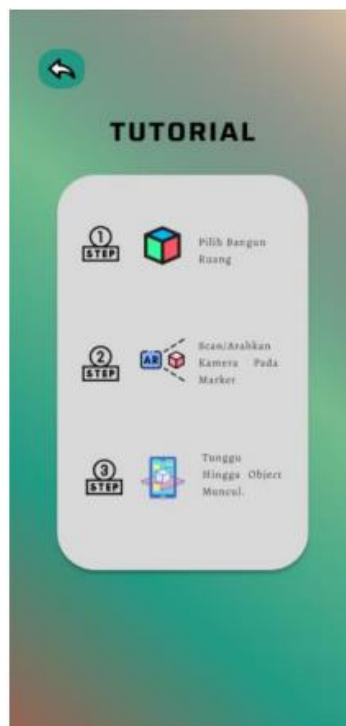 TUTORIAL
1
STEP
Pilih Bangun
Ruang
2
STEP
AR
Scan/Arahkan
Kamera Pada
Marker
3
STEP
Tunggu
Hingga Object
Muncul.